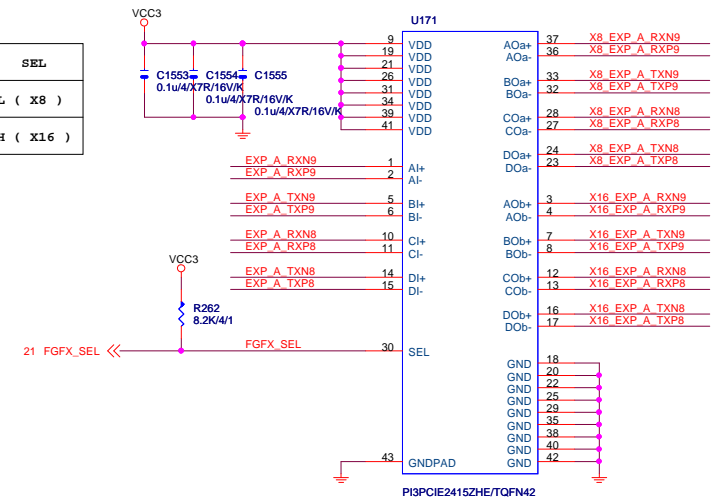 VCC3
U171
SEL
L ( X8 )
H ( X16 )
C1553
0.1u/4/X7R/16V/K
C1554
0.1u/4/X7R/16V/K
C1555
0.1u/4/X7R/16V/K
9 VDD
19 VDD
21 VDD
26 VDD
31 VDD
34 VDD
39 VDD
41 VDD
AOa+ 37 X8_EXP_A_RXN9
AOa- 36 X8_EXP_A_RXP9
BOa+ 33 X8_EXP_A_TXN9
BOa- 32 X8_EXP_A_TXP9
COa+ 28 X8_EXP_A_RXN8
COa- 27 X8_EXP_A_RXP8
DOa+ 24 X8_EXP_A_TXN8
DOa- 23 X8_EXP_A_TXP8
EXP_A_RXN9 1 AI+
EXP_A_RXP9 2 AI-
EXP_A_TXN9 5 BI+
EXP_A_TXP9 6 BI-
EXP_A_RXN8 10 CI+
EXP_A_RXP8 11 CI-
EXP_A_TXN8 14 DI+
EXP_A_TXP8 15 DI-
AOb+ 3 X16_EXP_A_RXN9
AOb- 4 X16_EXP_A_RXP9
BOb+ 7 X16_EXP_A_TXN9
BOb- 8 X16_EXP_A_TXP9
COb+ 12 X16_EXP_A_RXN8
COb- 13 X16_EXP_A_RXP8
DOb+ 16 X16_EXP_A_TXN8
DOb- 17 X16_EXP_A_TXP8
VCC3
R262
8.2K/4/1
21 FGFX_SEL
FGFX_SEL 30 SEL
GND 18
GND 20
GND 22
GND 25
GND 29
GND 35
GND 38
GND 40
GND 42
43 GNDPAD
PI3PCIE2415ZHE/TQFN42